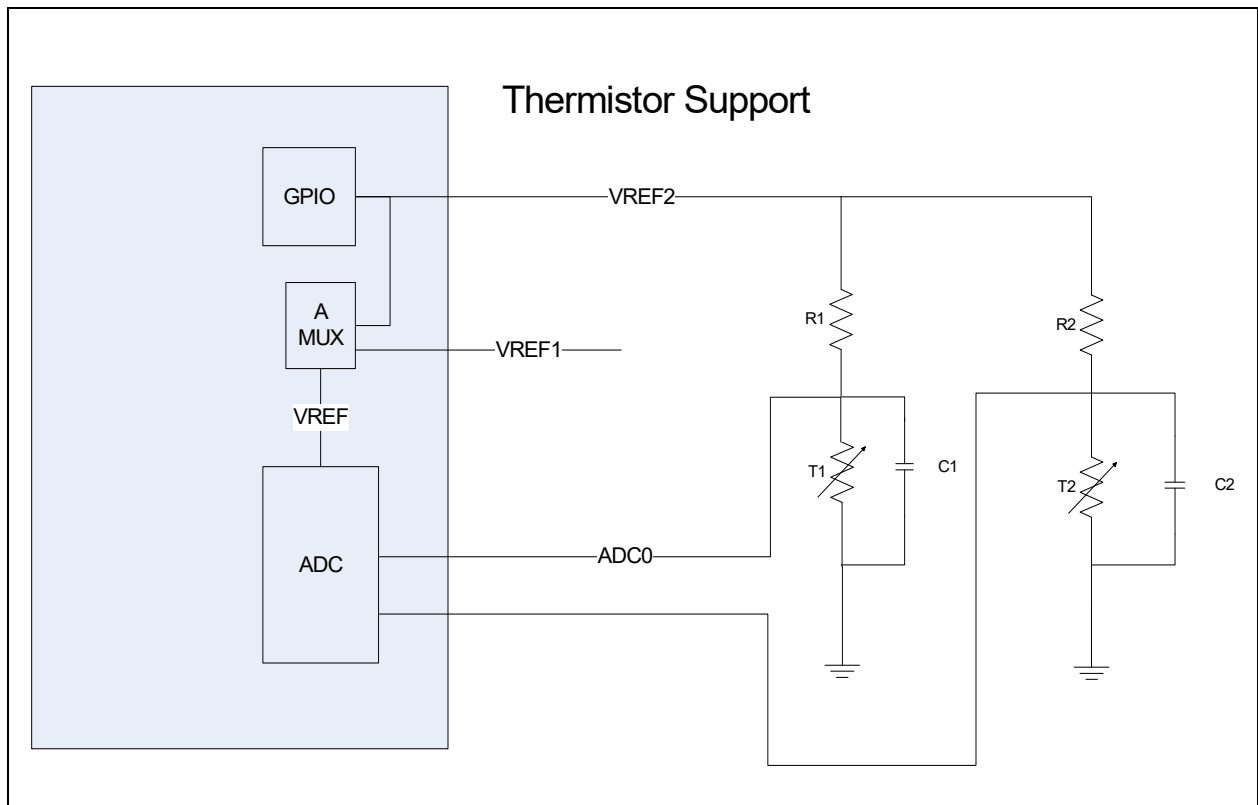 Thermistor Support
GPIO
VREF2
A
MUX
R1
R2
VREF1
VREF
T1
C1
T2
C2
ADC
ADC0